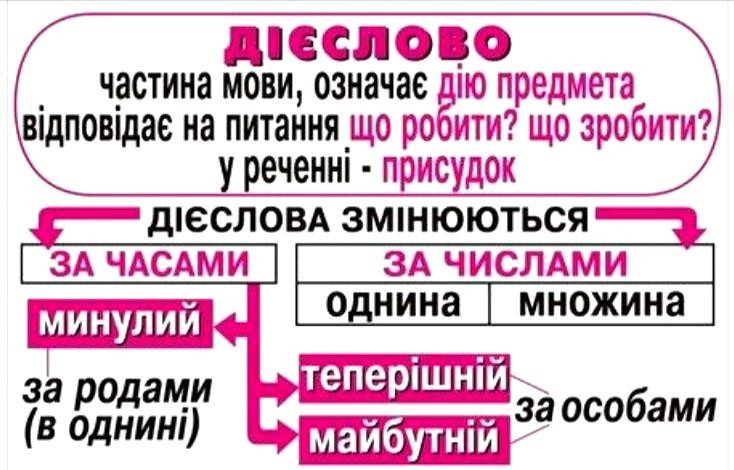 ДІЄСЛОВО
частина мови, означає дію предмета
відповідає на питання що робити? що зробити?
у реченні - присудок
ДІЄСЛОВА ЗМІНЮЮТЬСЯ
ЗА ЧАСАМИ
ЗА ЧИСЛАМИ
однина множина
минулий
за родами
(в однині)
теперішній
майбутній
за особами